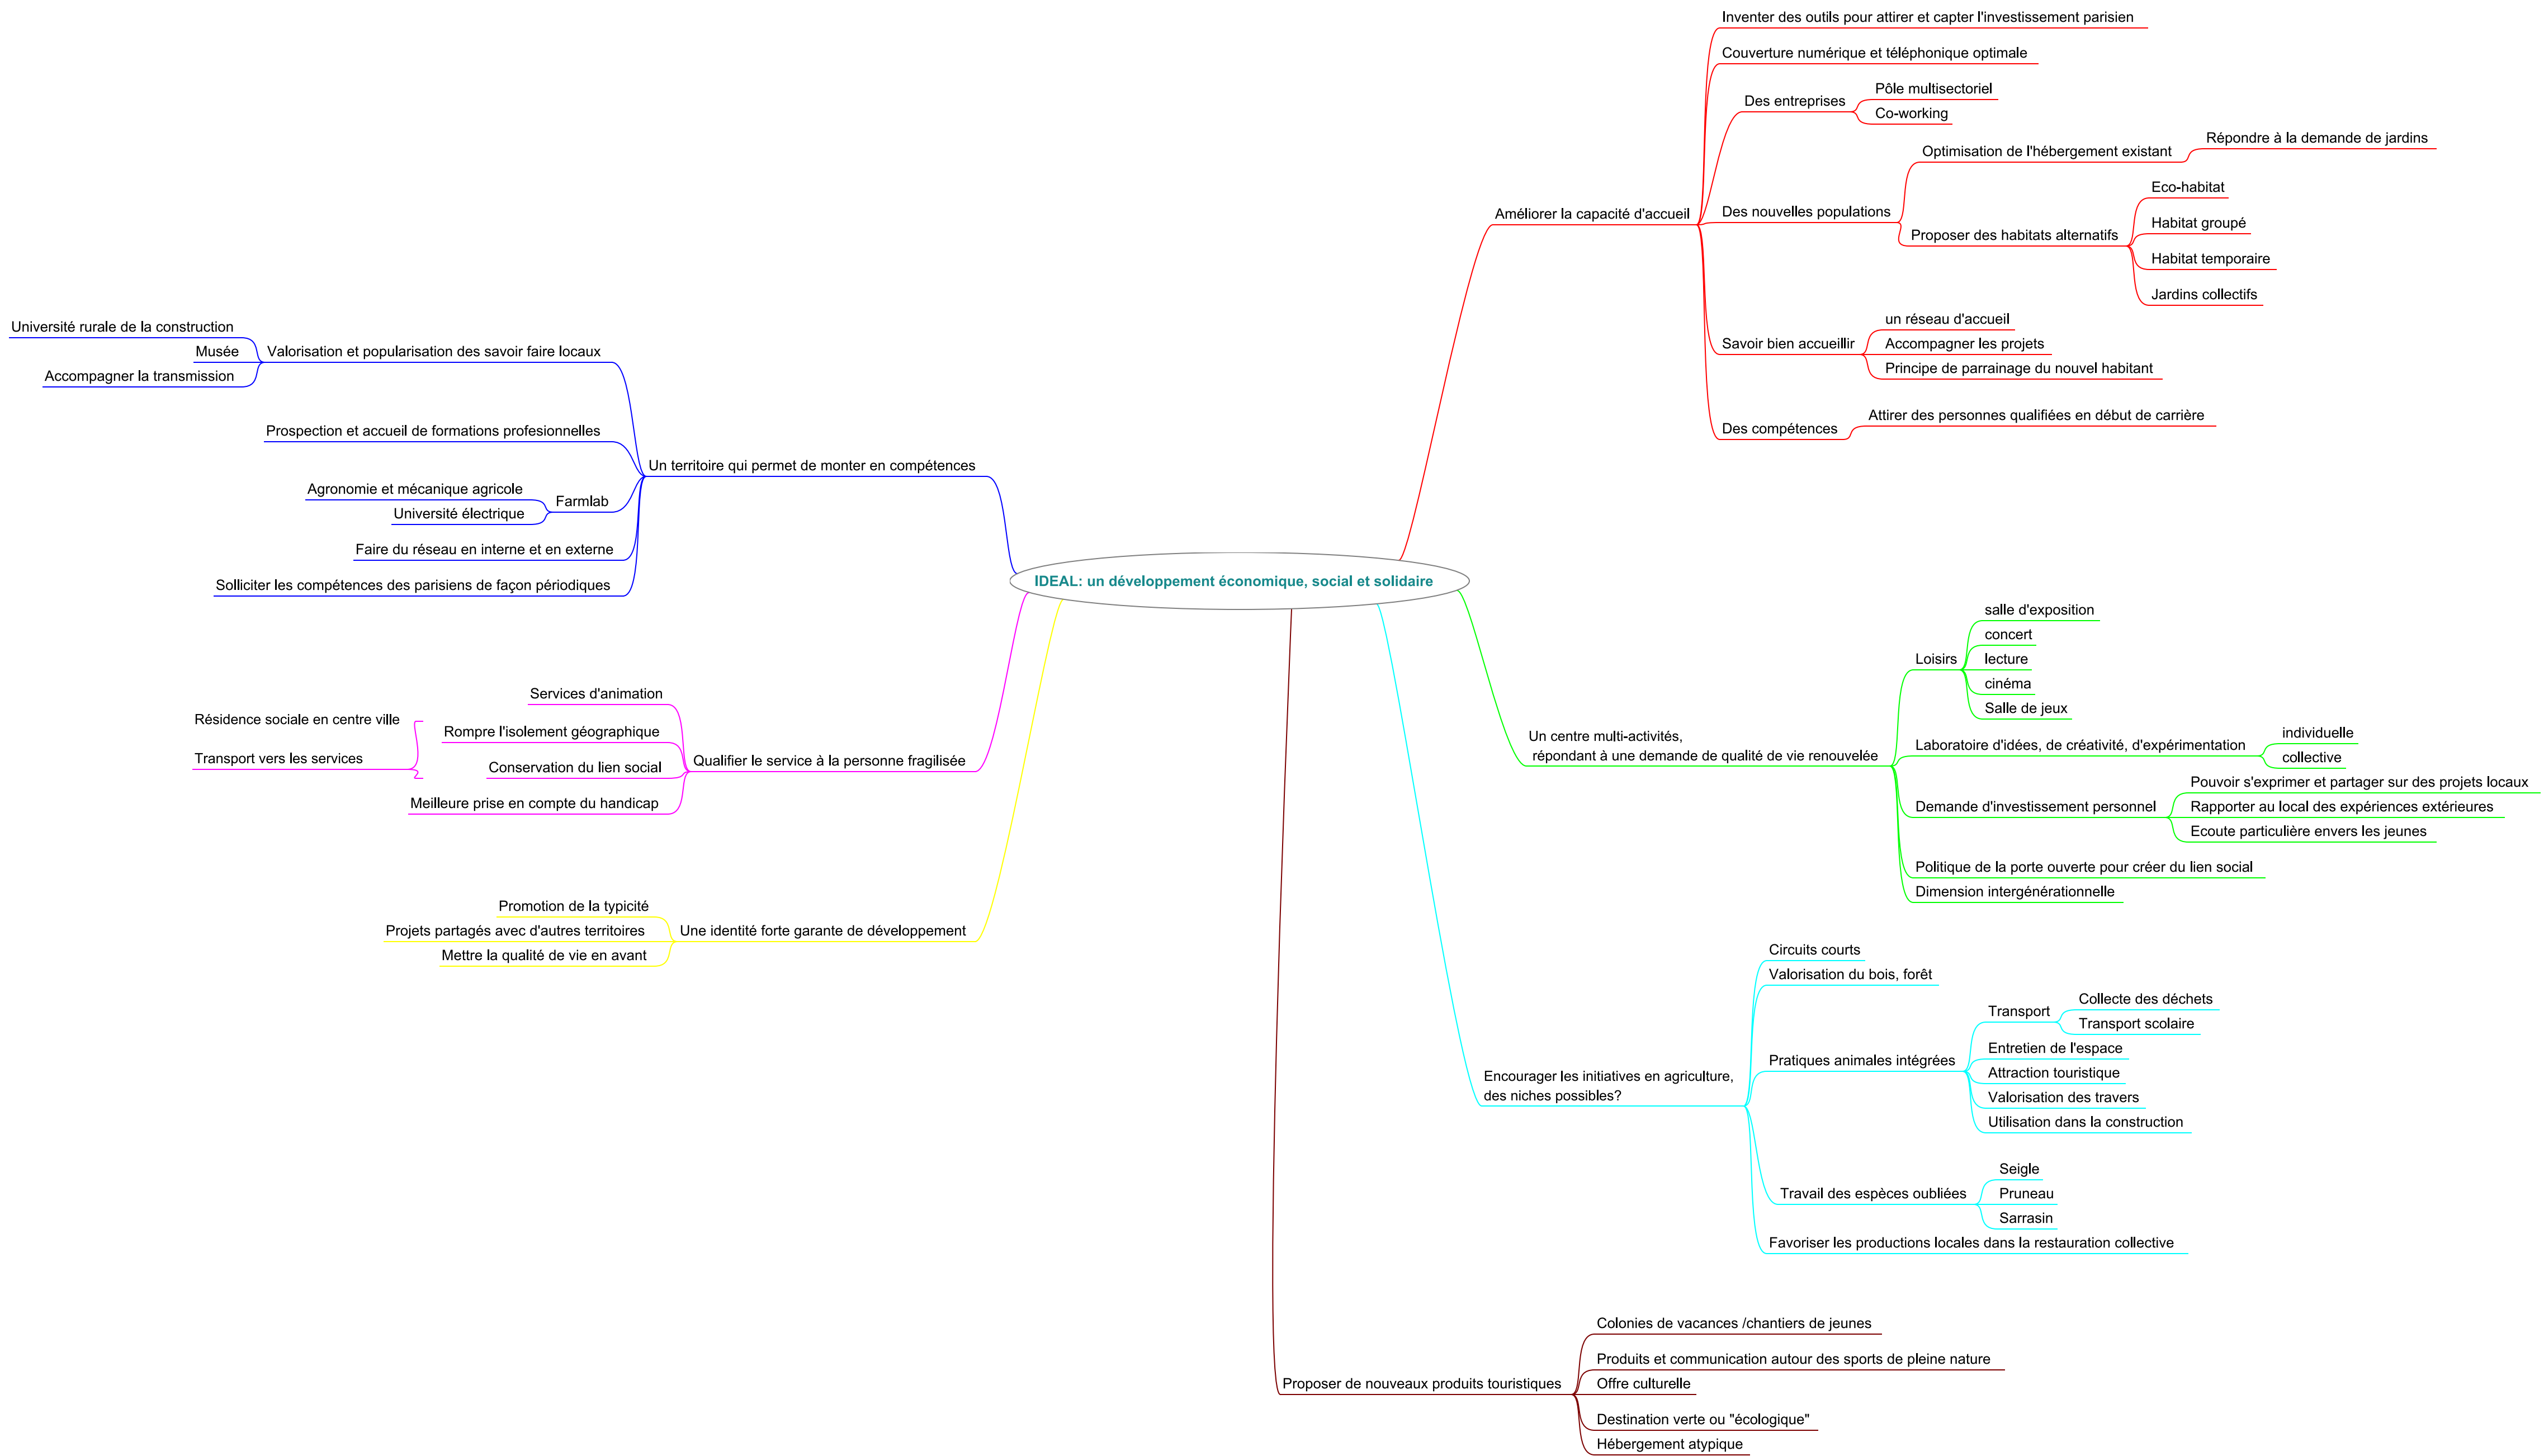 IDEAL: un développement économique, social et solidaire
Améliorer la capacité d'accueil
Inventer des outils pour attirer et capter l'investissement parisien
Couverture numérique et téléphonique optimale
Des entreprises
Pôle multisectoriel
Co-working
Des nouvelles populations
Optimisation de l'hébergement existant
Répondre à la demande de jardins
Proposer des habitats alternatifs
Eco-habitat
Habitat groupé
Habitat temporaire
Jardins collectifs
Savoir bien accueillir
un réseau d'accueil
Accompagner les projets
Principe de parrainage du nouvel habitant
Des compétences
Attirer des personnes qualifiées en début de carrière
Un centre multi-activités,
répondant à une demande de qualité de vie renouvelée
Loisirs
salle d'exposition
concert
lecture
cinéma
Salle de jeux
Laboratoire d'idées, de créativité, d'expérimentation
individuelle
collective
Demande d'investissement personnel
Pouvoir s'exprimer et partager sur des projets locaux
Rapporter au local des expériences extérieures
Ecoute particulière envers les jeunes
Politique de la porte ouverte pour créer du lien social
Dimension intergénérationnelle
Encourager les initiatives en agriculture,
des niches possibles?
Circuits courts
Valorisation du bois, forêt
Pratiques animales intégrées
Transport
Collecte des déchets
Transport scolaire
Entretien de l'espace
Attraction touristique
Valorisation des travers
Utilisation dans la construction
Travail des espèces oubliées
Seigle
Pruneau
Sarrasin
Favoriser les productions locales dans la restauration collective
Proposer de nouveaux produits touristiques
Colonies de vacances /chantiers de jeunes
Produits et communication autour des sports de pleine nature
Offre culturelle
Destination verte ou "écologique"
Hébergement atypique
Un territoire qui permet de monter en compétences
Valorisation et popularisation des savoir faire locaux
Université rurale de la construction
Musée
Accompagner la transmission
Prospection et accueil de formations profesionnelles
Farmlab
Agronomie et mécanique agricole
Université électrique
Faire du réseau en interne et en externe
Solliciter les compétences des parisiens de façon périodiques
Qualifier le service à la personne fragilisée
Services d'animation
Rompre l'isolement géographique
Conservation du lien social
Résidence sociale en centre ville
Transport vers les services
Meilleure prise en compte du handicap
Une identité forte garante de développement
Promotion de la typicité
Projets partagés avec d'autres territoires
Mettre la qualité de vie en avant